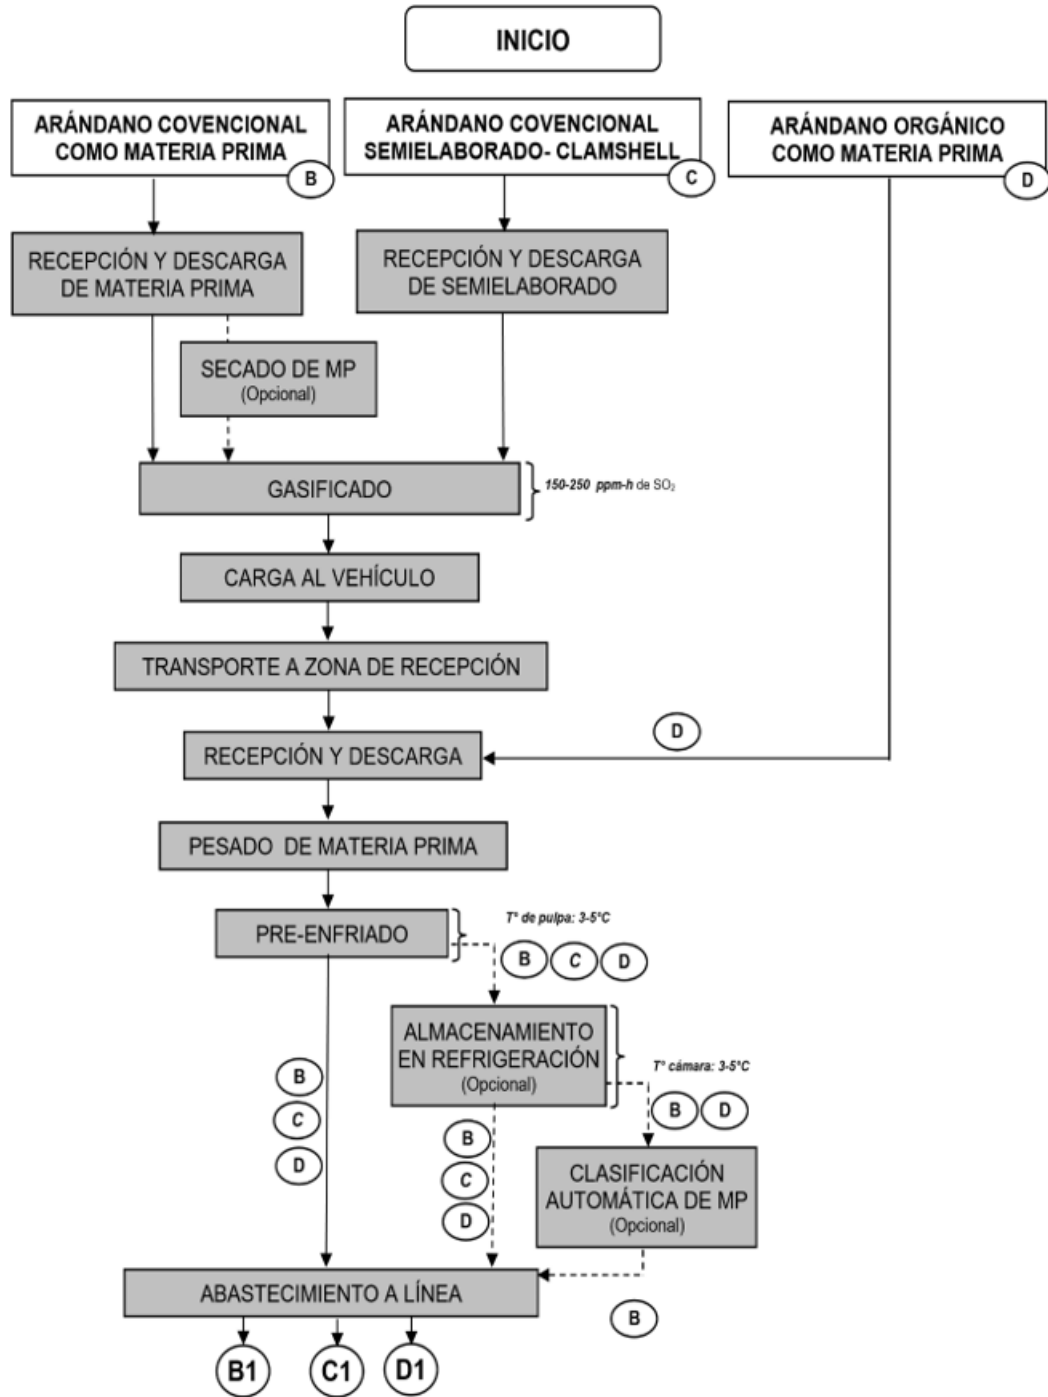 INICIO
ARÁNDANO COVENCIONAL
COMO MATERIA PRIMA
B
ARÁNDANO COVENCIONAL
SEMIELABORADO- CLAMSHELL
C
ARÁNDANO ORGÁNICO
COMO MATERIA PRIMA
D
RECEPCIÓN Y DESCARGA
DE MATERIA PRIMA
RECEPCIÓN Y DESCARGA
DE SEMIELABORADO
SECADO DE MP
(Opcional)
GASIFICADO
150-250 ppm-h de SO₂
CARGA AL VEHÍCULO
TRANSPORTE A ZONA DE RECEPCIÓN
D
RECEPCIÓN Y DESCARGA
PESADO DE MATERIA PRIMA
PRE-ENFRIADO
T° de pulpa: 3-5°C
B C D
ALMACENAMIENTO
EN REFRIGERACIÓN
(Opcional)
T° cámara: 3-5°C
B D
B
C
D
B
C
D
CLASIFICACIÓN
AUTOMÁTICA DE MP
(Opcional)
ABASTECIMIENTO A LÍNEA
B
B1 C1 D1